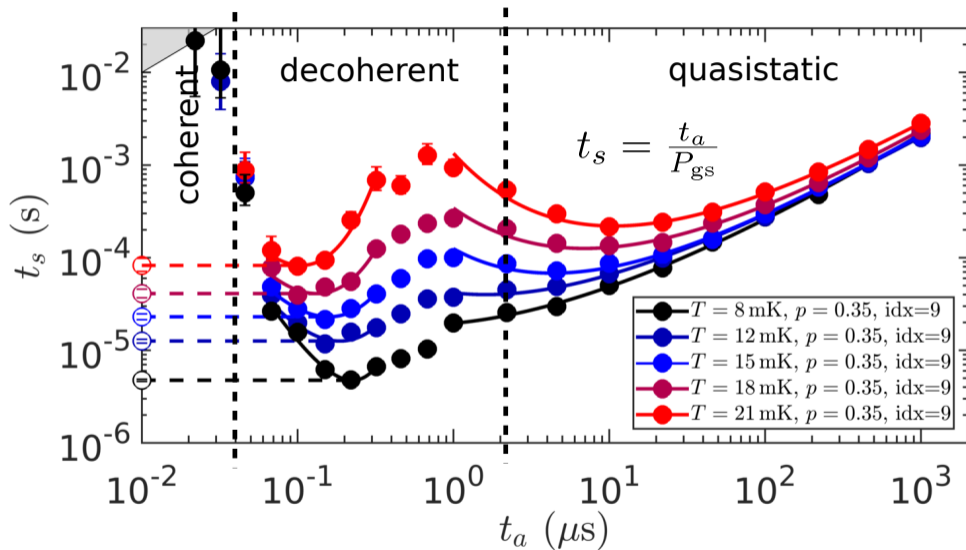 decoherent
quasistatic
coherent
t_s = t_a / P_gs
10^-2
10^-3
10^-4
10^-5
10^-6
t_s (s)
T = 8 mK, p = 0.35, idx=9
T = 12 mK, p = 0.35, idx=9
T = 15 mK, p = 0.35, idx=9
T = 18 mK, p = 0.35, idx=9
T = 21 mK, p = 0.35, idx=9
10^-2 10^-1 10^0 10^1 10^2 10^3
t_a (μs)